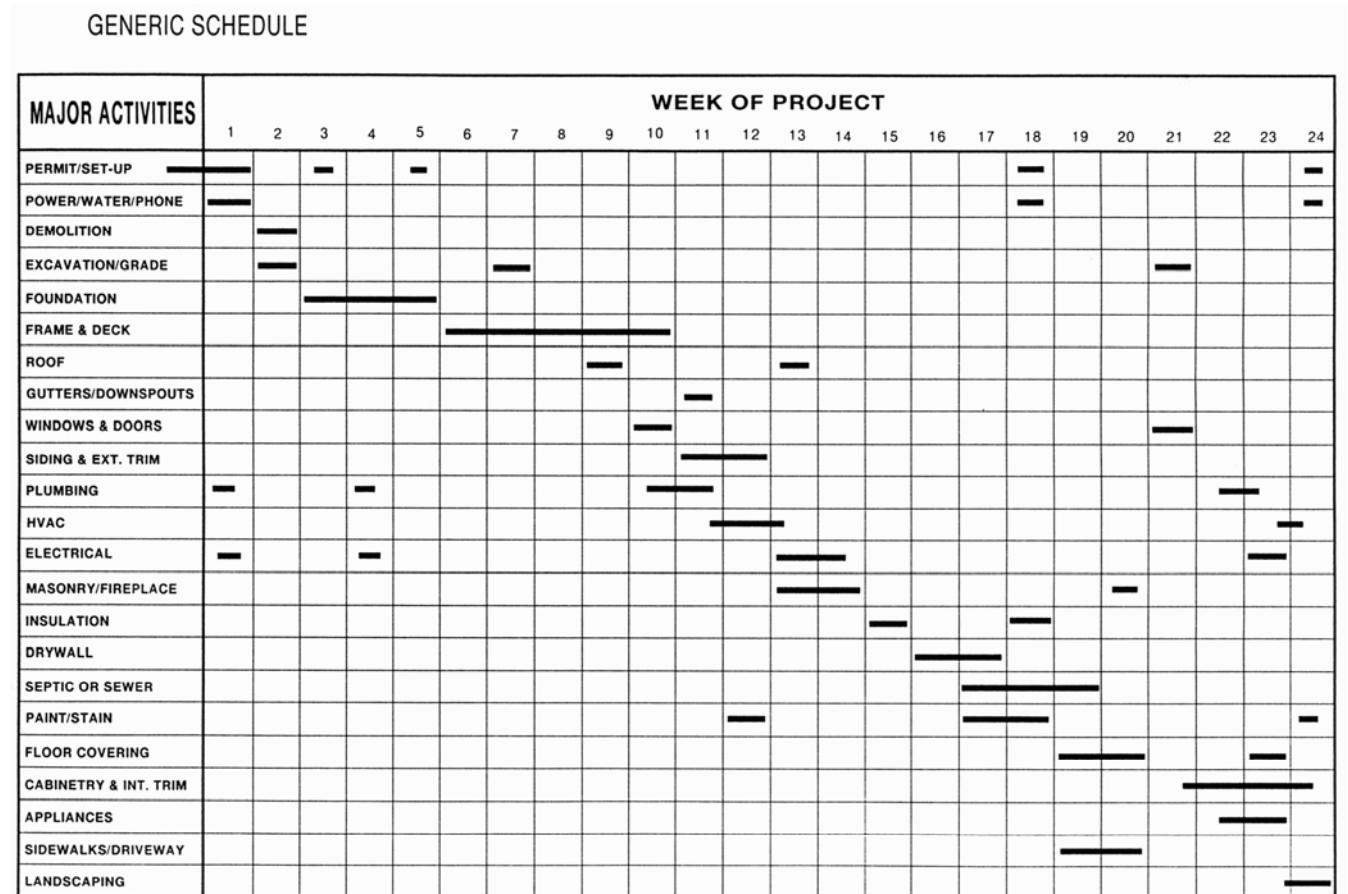 GENERIC SCHEDULE
MAJOR ACTIVITIES
WEEK OF PROJECT
1 2 3 4 5 6 7 8 9 10 11 12 13 14 15 16 17 18 19 20 21 22 23 24
PERMIT/SET-UP
POWER/WATER/PHONE
DEMOLITION
EXCAVATION/GRADE
FOUNDATION
FRAME & DECK
ROOF
GUTTERS/DOWNSPOUTS
WINDOWS & DOORS
SIDING & EXT. TRIM
PLUMBING
HVAC
ELECTRICAL
MASONRY/FIREPLACE
INSULATION
DRYWALL
SEPTIC OR SEWER
PAINT/STAIN
FLOOR COVERING
CABINETRY & INT. TRIM
APPLIANCES
SIDEWALKS/DRIVEWAY
LANDSCAPING